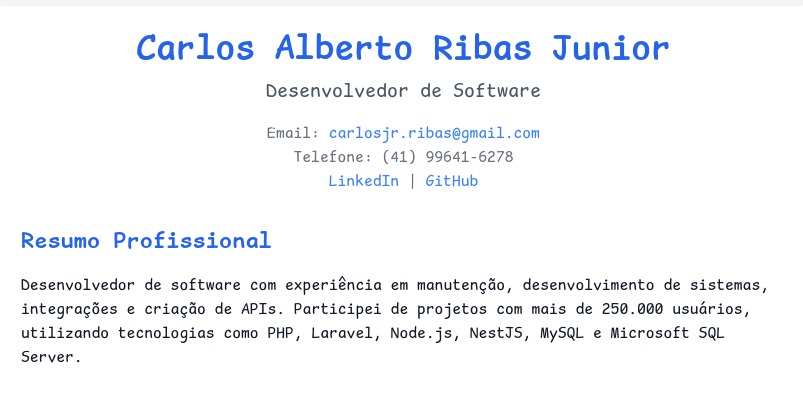 Carlos Alberto Ribas Junior
Desenvolvedor de Software
Email: carlosjr.ribas@gmail.com
Telefone: (41) 99641-6278
LinkedIn | GitHub
Resumo Profissional
Desenvolvedor de software com experiência em manutenção, desenvolvimento de sistemas,
integrações e criação de APIs. Participei de projetos com mais de 250.000 usuários,
utilizando tecnologias como PHP, Laravel, Node.js, NestJS, MySQL e Microsoft SQL
Server.